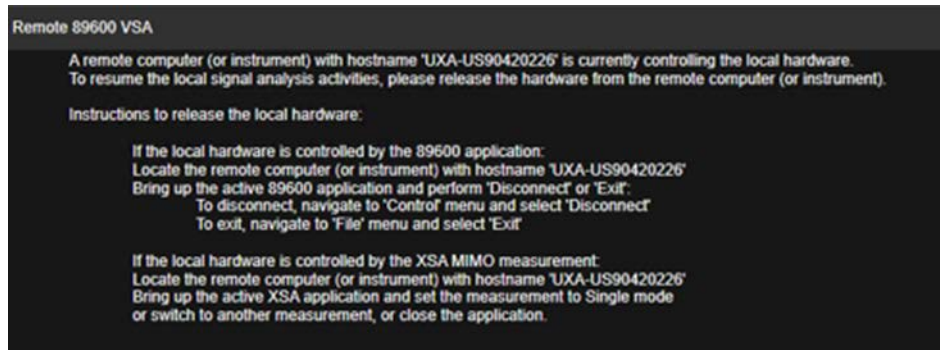 Remote 89600 VSA
A remote computer (or instrument) with hostname 'UXA-US90420226' is currently controlling the local hardware.
To resume the local signal analysis activities, please release the hardware from the remote computer (or instrument).
Instructions to release the local hardware:
If the local hardware is controlled by the 89600 application:
Locate the remote computer (or instrument) with hostname 'UXA-US90420226'
Bring up the active 89600 application and perform 'Disconnect' or 'Exit':
To disconnect, navigate to 'Control' menu and select 'Disconnect'
To exit, navigate to 'File' menu and select 'Exit'
If the local hardware is controlled by the XSA MIMO measurement:
Locate the remote computer (or instrument) with hostname 'UXA-US90420226'
Bring up the active XSA application and set the measurement to Single mode
or switch to another measurement, or close the application.